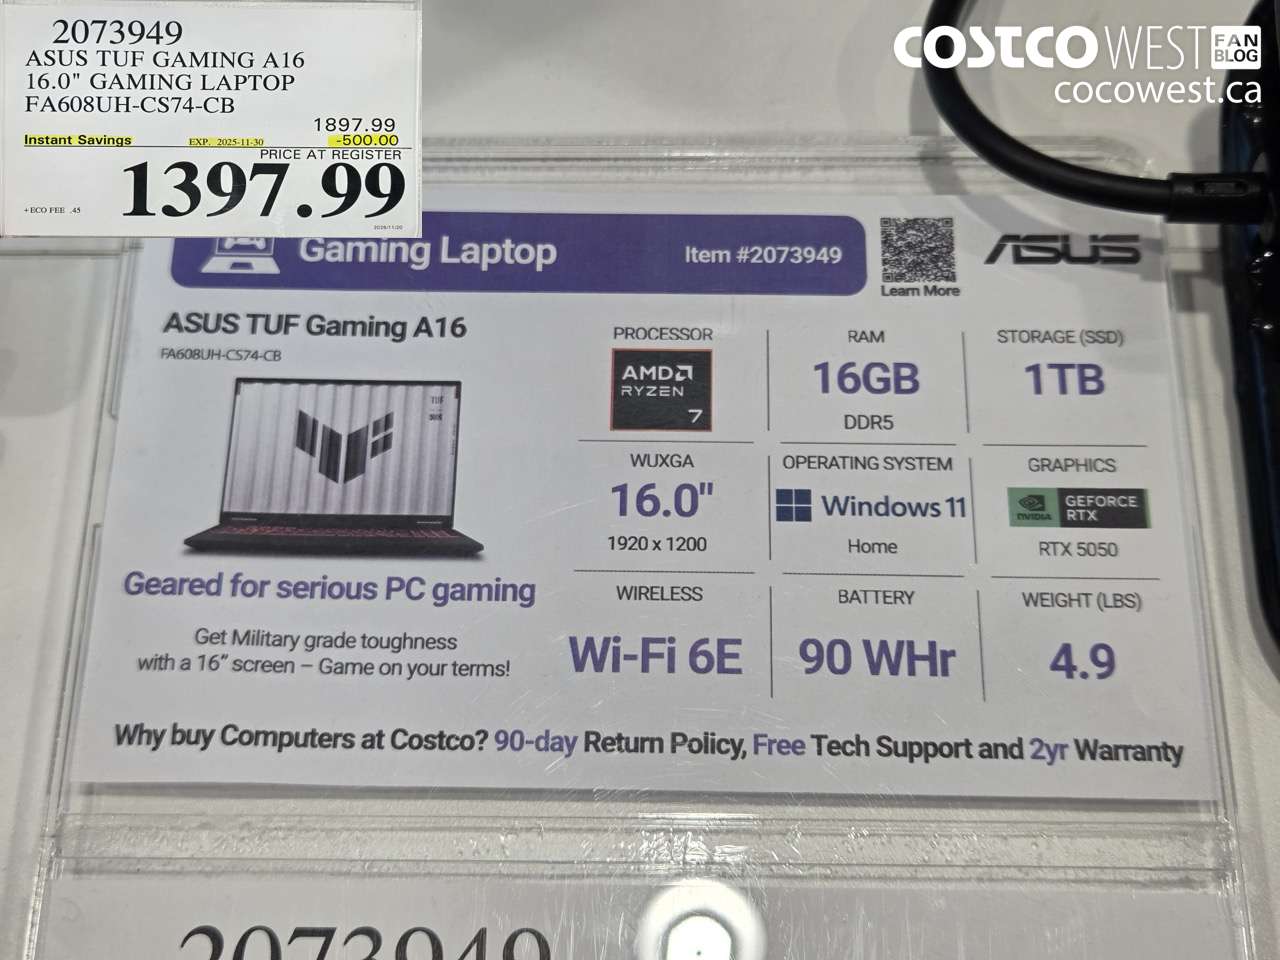 2073949
ASUS TUF GAMING A16
16.0" GAMING LAPTOP
FA608UH-CS74-CB
1897.99
Instant Savings EXP. 2025-11-30 -500.00
PRICE AT REGISTER
1397.99
+ECO FEE .45
2025/11/20
COSTCO WEST FAN BLOG
cocowest.ca
Gaming Laptop
Item #2073949
Learn More
ASUS
ASUS TUF Gaming A16
FA608UH-CS74-CB
TUF
Geared for serious PC gaming
Get Military grade toughness
with a 16" screen – Game on your terms!
PROCESSOR
AMD
RYZEN
7
RAM
16GB
DDR5
STORAGE (SSD)
1TB
WUXGA
16.0"
1920 x 1200
OPERATING SYSTEM
Windows 11
Home
GRAPHICS
NVIDIA
GEFORCE
RTX
RTX 5050
WIRELESS
Wi-Fi 6E
BATTERY
90 WHr
WEIGHT (LBS)
4.9
Why buy Computers at Costco? 90-day Return Policy, Free Tech Support and 2yr Warranty
2073949